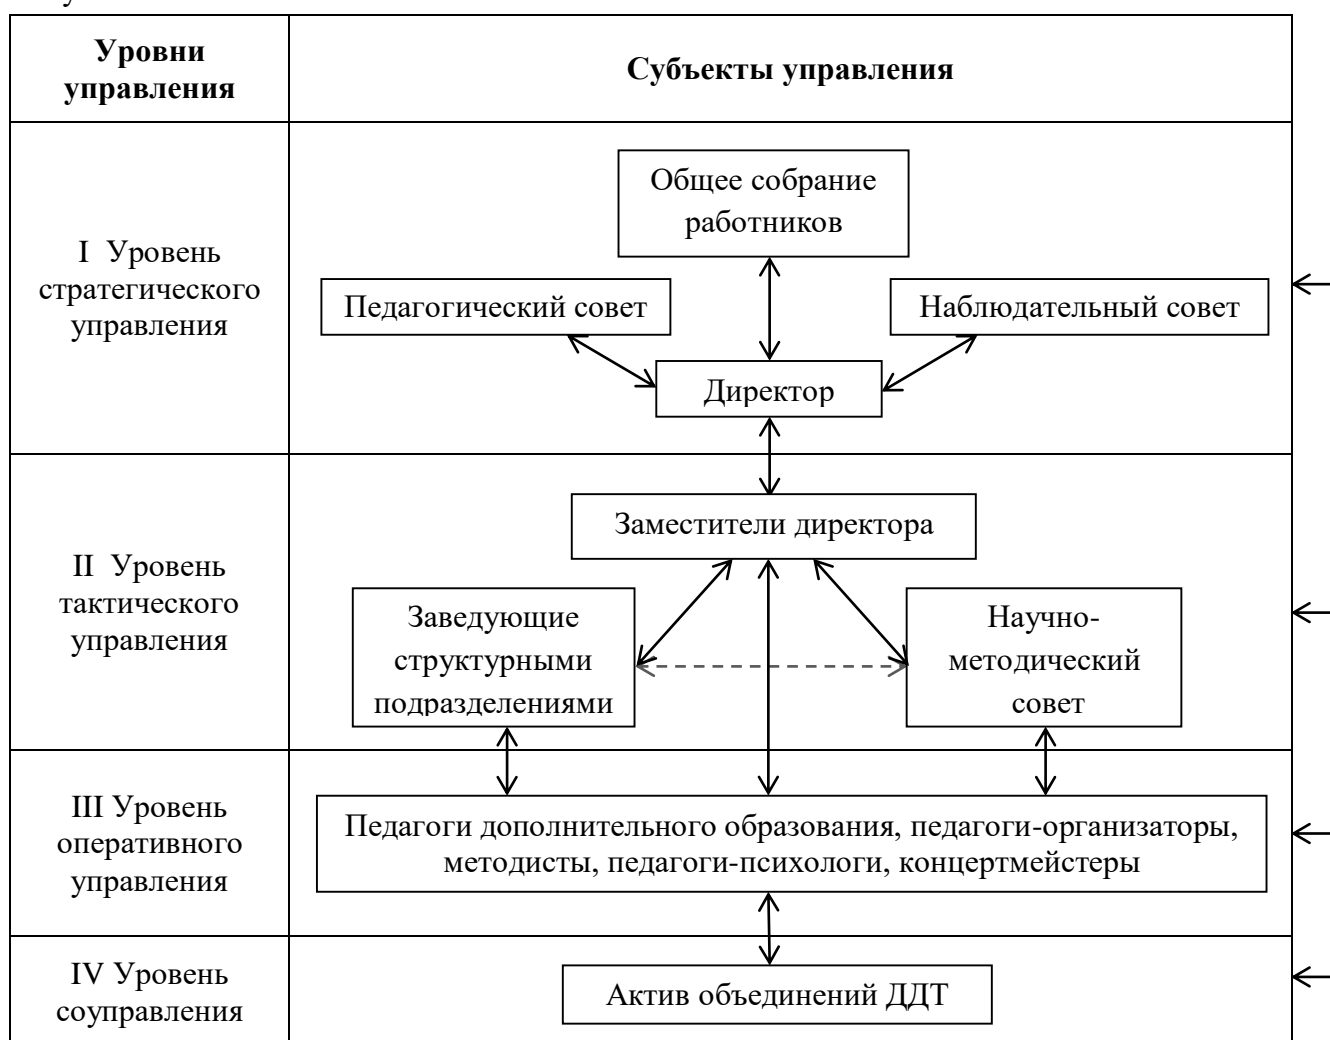 Уровни
управления
Субъекты управления
I Уровень
стратегического
управления
Общее собрание
работников
Педагогический совет
Наблюдательный совет
Директор
II Уровень
тактического
управления
Заместители директора
Заведующие
структурными
подразделениями
Научно-
методический
совет
III Уровень
оперативного
управления
Педагоги дополнительного образования, педагоги-организаторы,
методисты, педагоги-психологи, концертмейстеры
IV Уровень
соуправления
Актив объединений ДДТ